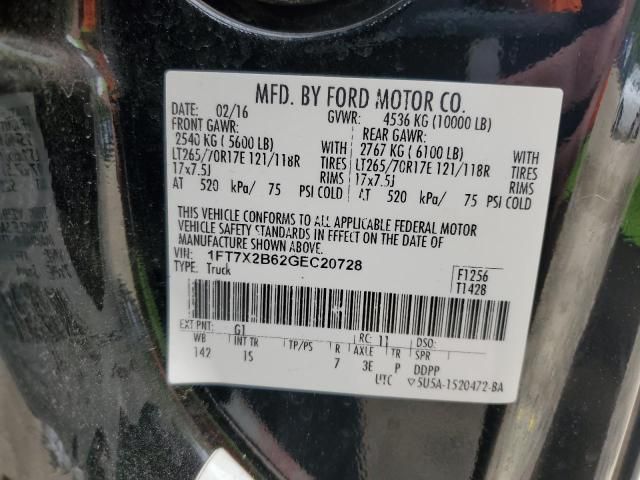 MFD. BY FORD MOTOR CO.
DATE: 02/16 GVWR: 4536 KG (10000 LB)
FRONT GAWR: REAR GAWR:
2540 KG (5600 LB) WITH 2767 KG (6100 LB) WITH
LT265/70R17E 121/118R TIRES LT265/70R17E 121/118R TIRES
17x7.5J RIMS 17x7.5J RIMS
AT 520 kPa/ 75 PSI COLD AT 520 kPa/ 75 PSI COLD
THIS VEHICLE CONFORMS TO ALL APPLICABLE FEDERAL MOTOR
VEHICLE SAFETY STANDARDS IN EFFECT ON THE DATE OF
MANUFACTURE SHOWN ABOVE.
VIN: 1FT7X2B62GEC20728 F1256
TYPE: Truck T1428
EXT PNT: G1 RC: 11 DSO:
WB INT TR TP/PS R AXLE TR SPR
142 IS 7 3E P DDPP
UTC ▽SU5A-1520472-BA